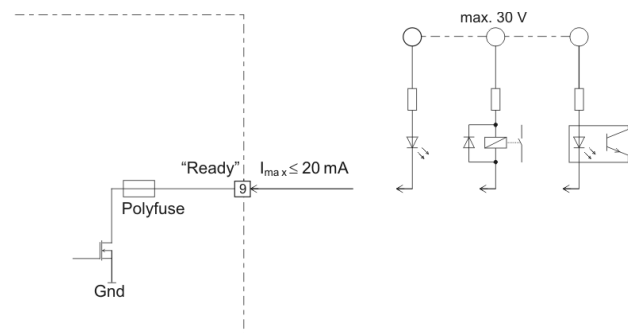 max. 30 V
"Ready" Imax ≤ 20 mA
9
Polyfuse
Gnd